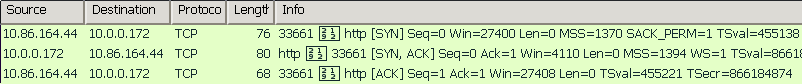 Source Destination Protoco Length Info
10.86.164.44 10.0.0.172 TCP 76 33661 http [SYN] Seq=0 Win=27400 Len=0 MSS=1370 SACK_PERM=1 TSval=455138
10.0.0.172 10.86.164.44 TCP 80 http 33661 [SYN, ACK] Seq=0 Ack=1 Win=4110 Len=0 MSS=1394 WS=1 TSval=8661
10.86.164.44 10.0.0.172 TCP 68 33661 http [ACK] Seq=1 Ack=1 Win=27408 Len=0 TSval=455221 TSecr=866184874